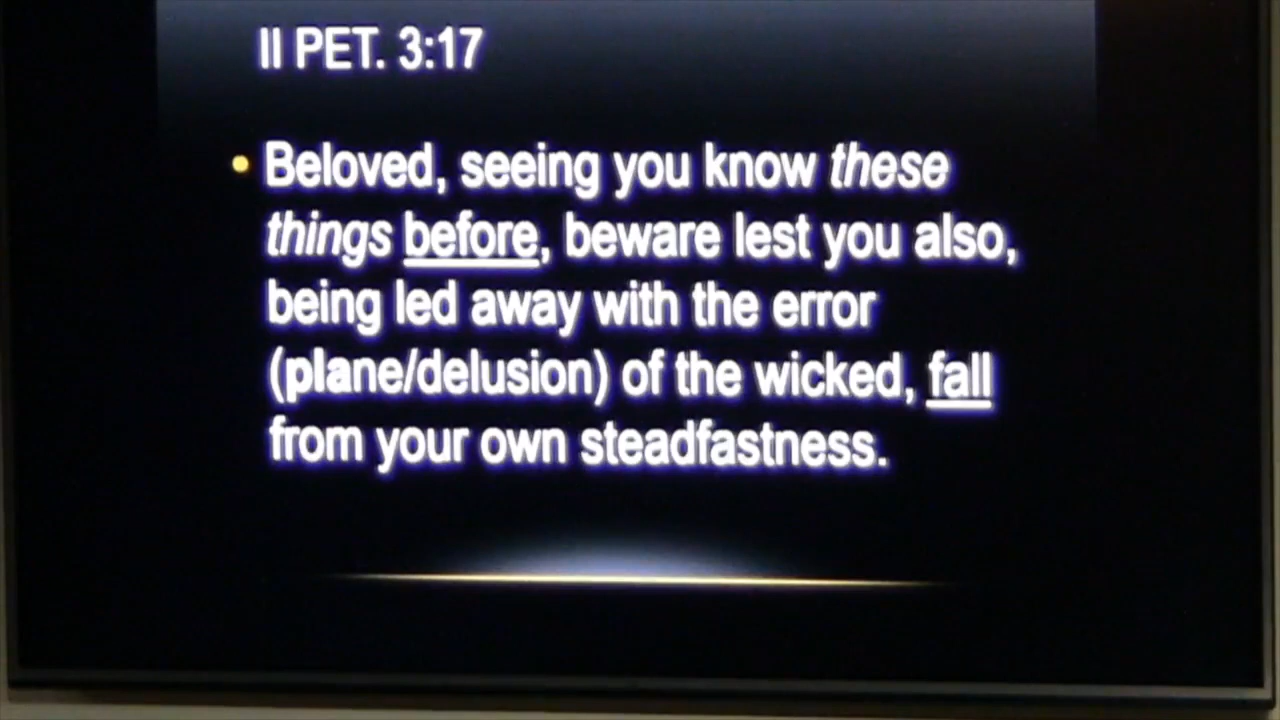 II PET. 3:17
• Beloved, seeing you know these
things before, beware lest you also,
being led away with the error
(plane/delusion) of the wicked, fall
from your own steadfastness.